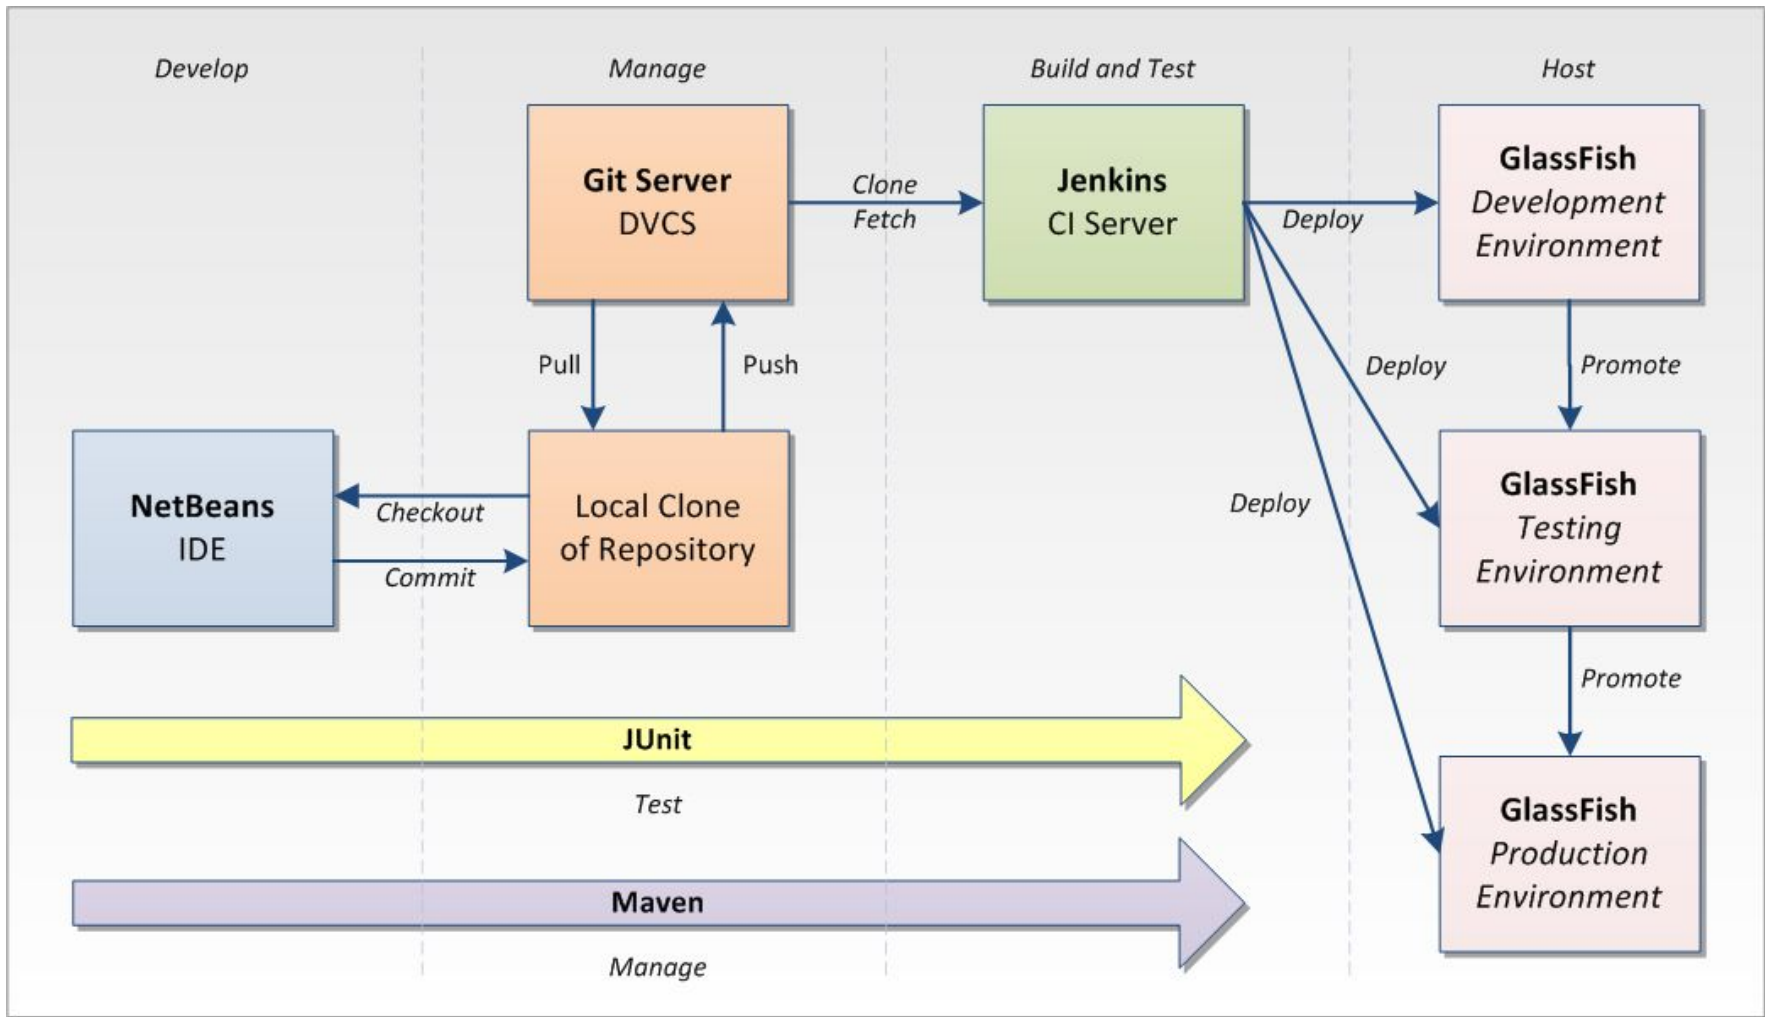 Develop
Manage
Build and Test
Host
Git Server
DVCS
Clone
Fetch
Jenkins
CI Server
Deploy
GlassFish
Development
Environment
Pull
Push
Deploy
Promote
NetBeans
IDE
Checkout
Commit
Local Clone
of Repository
Deploy
GlassFish
Testing
Environment
Promote
JUnit
Test
GlassFish
Production
Environment
Maven
Manage